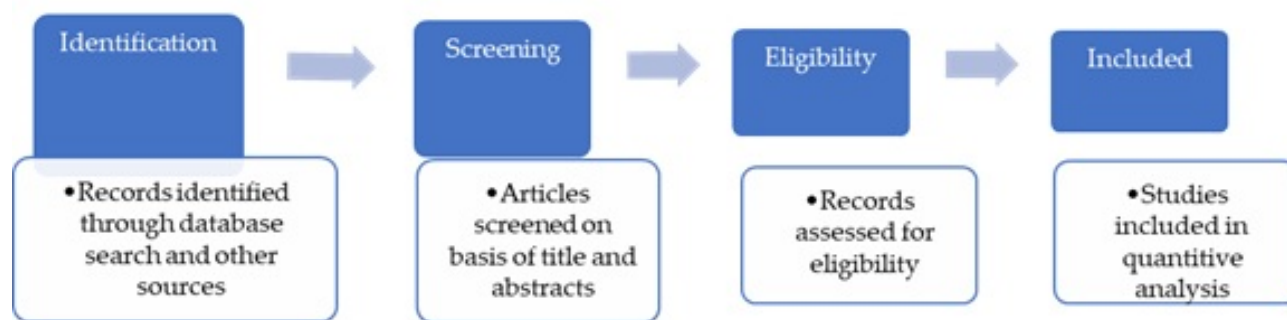 Identification
Screening
Eligibility
Included
•Records identified
through database
search and other
sources
•Articles
screened on
basis of title and
abstracts
•Records
assessed for
eligibility
•Studies
included in
quantitive
analysis